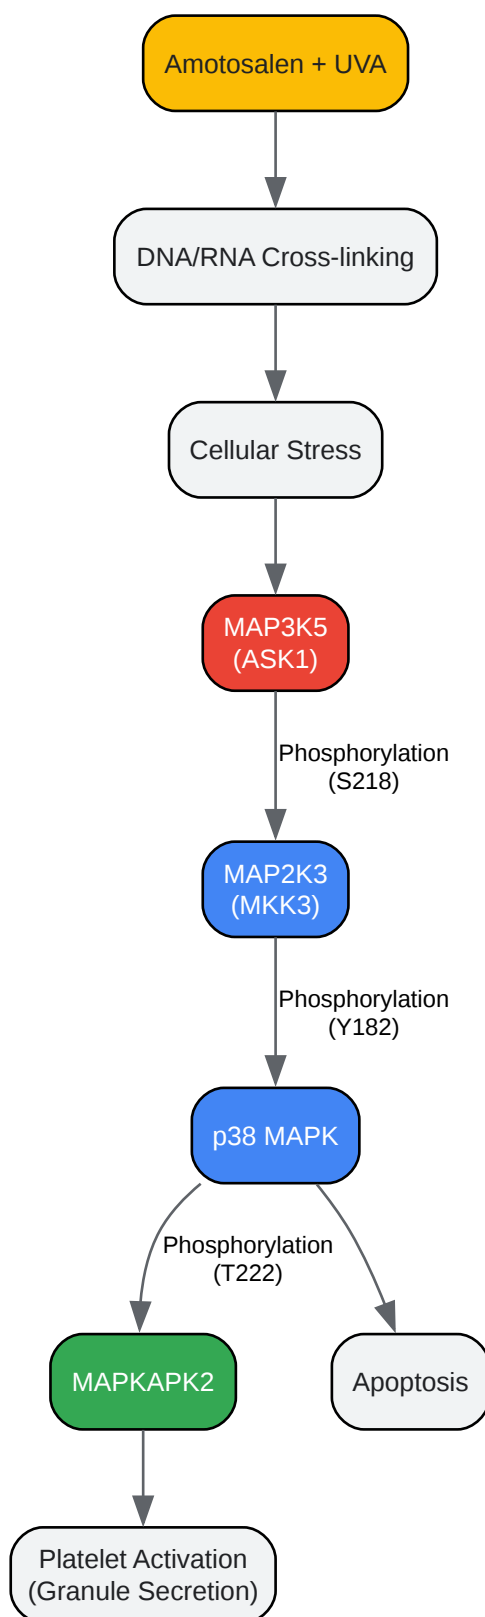 Amotosalen + UVA
DNA/RNA Cross-linking
Cellular Stress
MAP3K5
(ASK1)
Phosphorylation
(S218)
MAP2K3
(MKK3)
Phosphorylation
(Y182)
p38 MAPK
Phosphorylation
(T222)
MAPKAPK2
Apoptosis
Platelet Activation
(Granule Secretion)